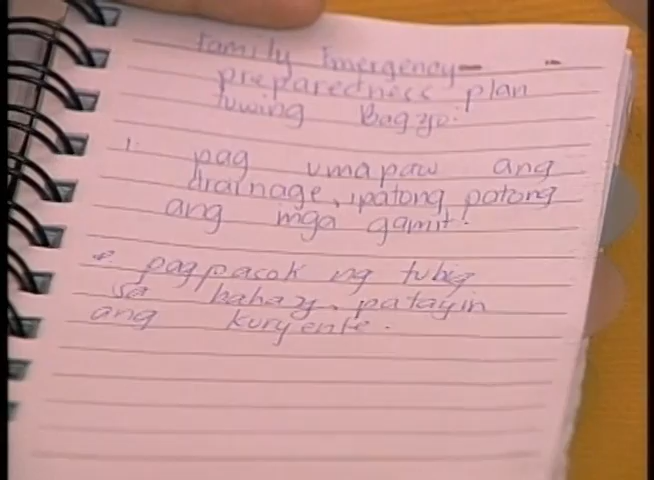 Family Emergency
preparedness plan
tuwing Bagyo.
1. pag umapaw ang
drainage, ipatong patong
ang mga gamit.
pagpasok ng tubig
sa bahay, patayin
ang kuryente.